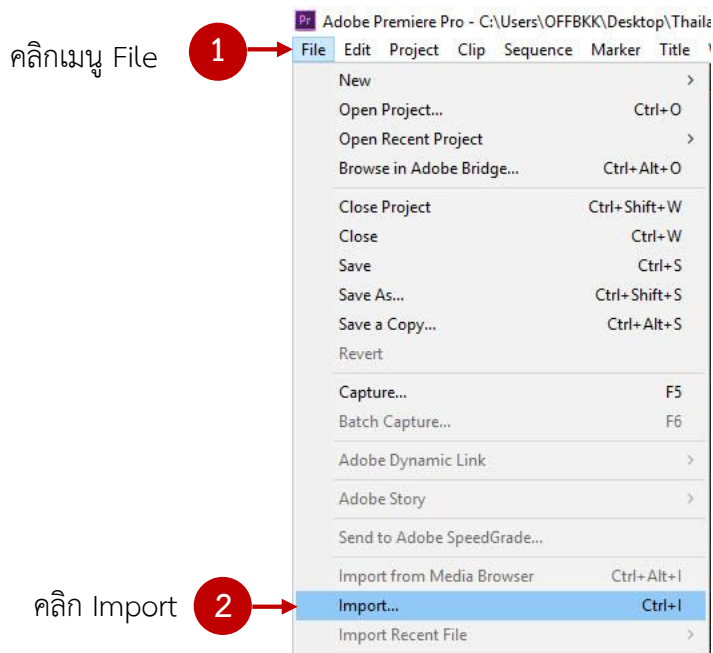 Adobe Premiere Pro - C:\Users\OFFBKK\Desktop\Thaila
คลิกเมนู File 1 File Edit Project Clip Sequence Marker Title
New
Open Project... Ctrl+O
Open Recent Project
Browse in Adobe Bridge... Ctrl+Alt+O
Close Project Ctrl+Shift+W
Close Ctrl+W
Save Ctrl+S
Save As... Ctrl+Shift+S
Save a Copy... Ctrl+Alt+S
Revert
Capture... F5
Batch Capture... F6
Adobe Dynamic Link
Adobe Story
Send to Adobe SpeedGrade...
Import from Media Browser Ctrl+Alt+I
คลิก Import 2 Import... Ctrl+I
Import Recent File